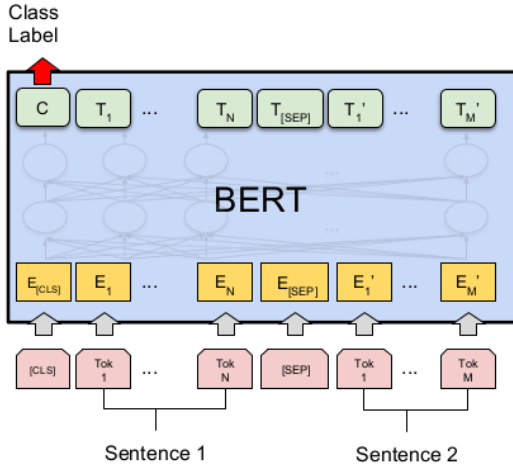 Class
Label
C T1 ... TN T[SEP] T1' ... TM'
...
BERT
...
E[CLS] E1 ... EN E[SEP] E1' ... EM'
[CLS] Tok 1 ... Tok N [SEP] Tok 1 ... Tok M
Sentence 1 Sentence 2